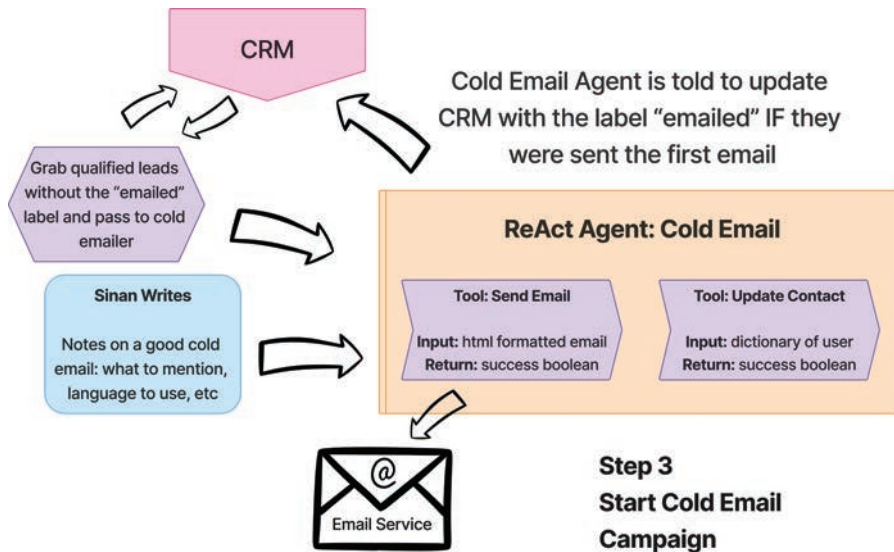 CRM
Cold Email Agent is told to update
CRM with the label “emailed” IF they
were sent the first email
Grab qualified leads
without the “emailed”
label and pass to cold
emailer
ReAct Agent: Cold Email
Sinan Writes
Notes on a good cold
email: what to mention,
language to use, etc
Tool: Send Email
Input: html formatted email
Return: success boolean
Tool: Update Contact
Input: dictionary of user
Return: success boolean
@
Email Service
Step 3
Start Cold Email
Campaign